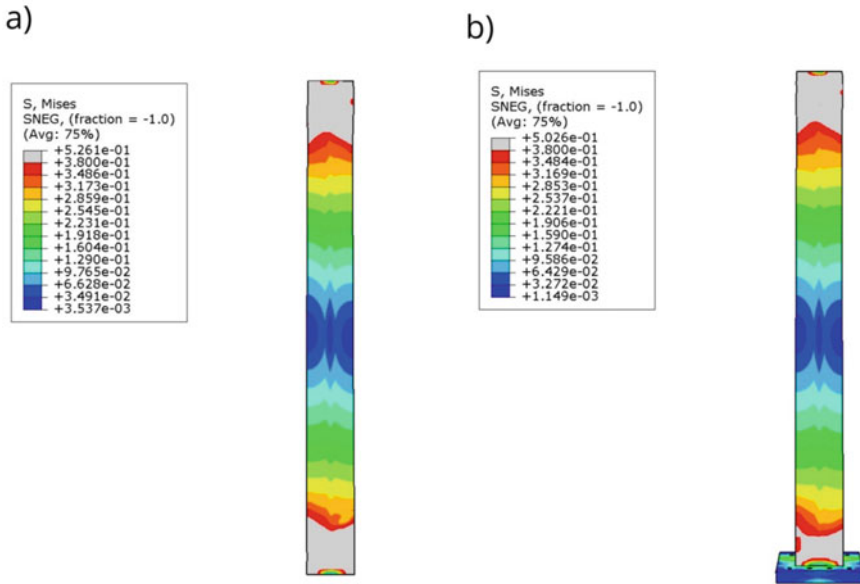 a)
S, Mises
SNEG, (fraction = -1.0)
(Avg: 75%)
+5.261e-01
+3.800e-01
+3.486e-01
+3.173e-01
+2.859e-01
+2.545e-01
+2.231e-01
+1.918e-01
+1.604e-01
+1.290e-01
+9.765e-02
+6.628e-02
+3.491e-02
+3.537e-03
b)
S, Mises
SNEG, (fraction = -1.0)
(Avg: 75%)
+5.026e-01
+3.800e-01
+3.484e-01
+3.169e-01
+2.853e-01
+2.537e-01
+2.221e-01
+1.906e-01
+1.590e-01
+1.274e-01
+9.586e-02
+6.429e-02
+3.272e-02
+1.149e-03